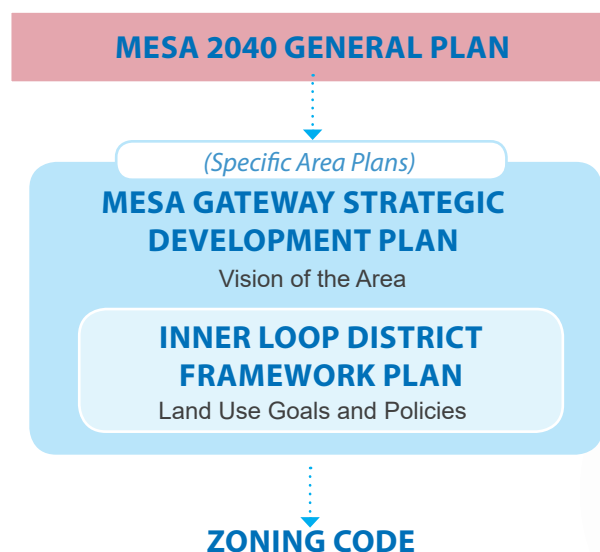 MESA 2040 GENERAL PLAN
(Specific Area Plans)
MESA GATEWAY STRATEGIC
DEVELOPMENT PLAN
Vision of the Area
INNER LOOP DISTRICT
FRAMEWORK PLAN
Land Use Goals and Policies
ZONING CODE